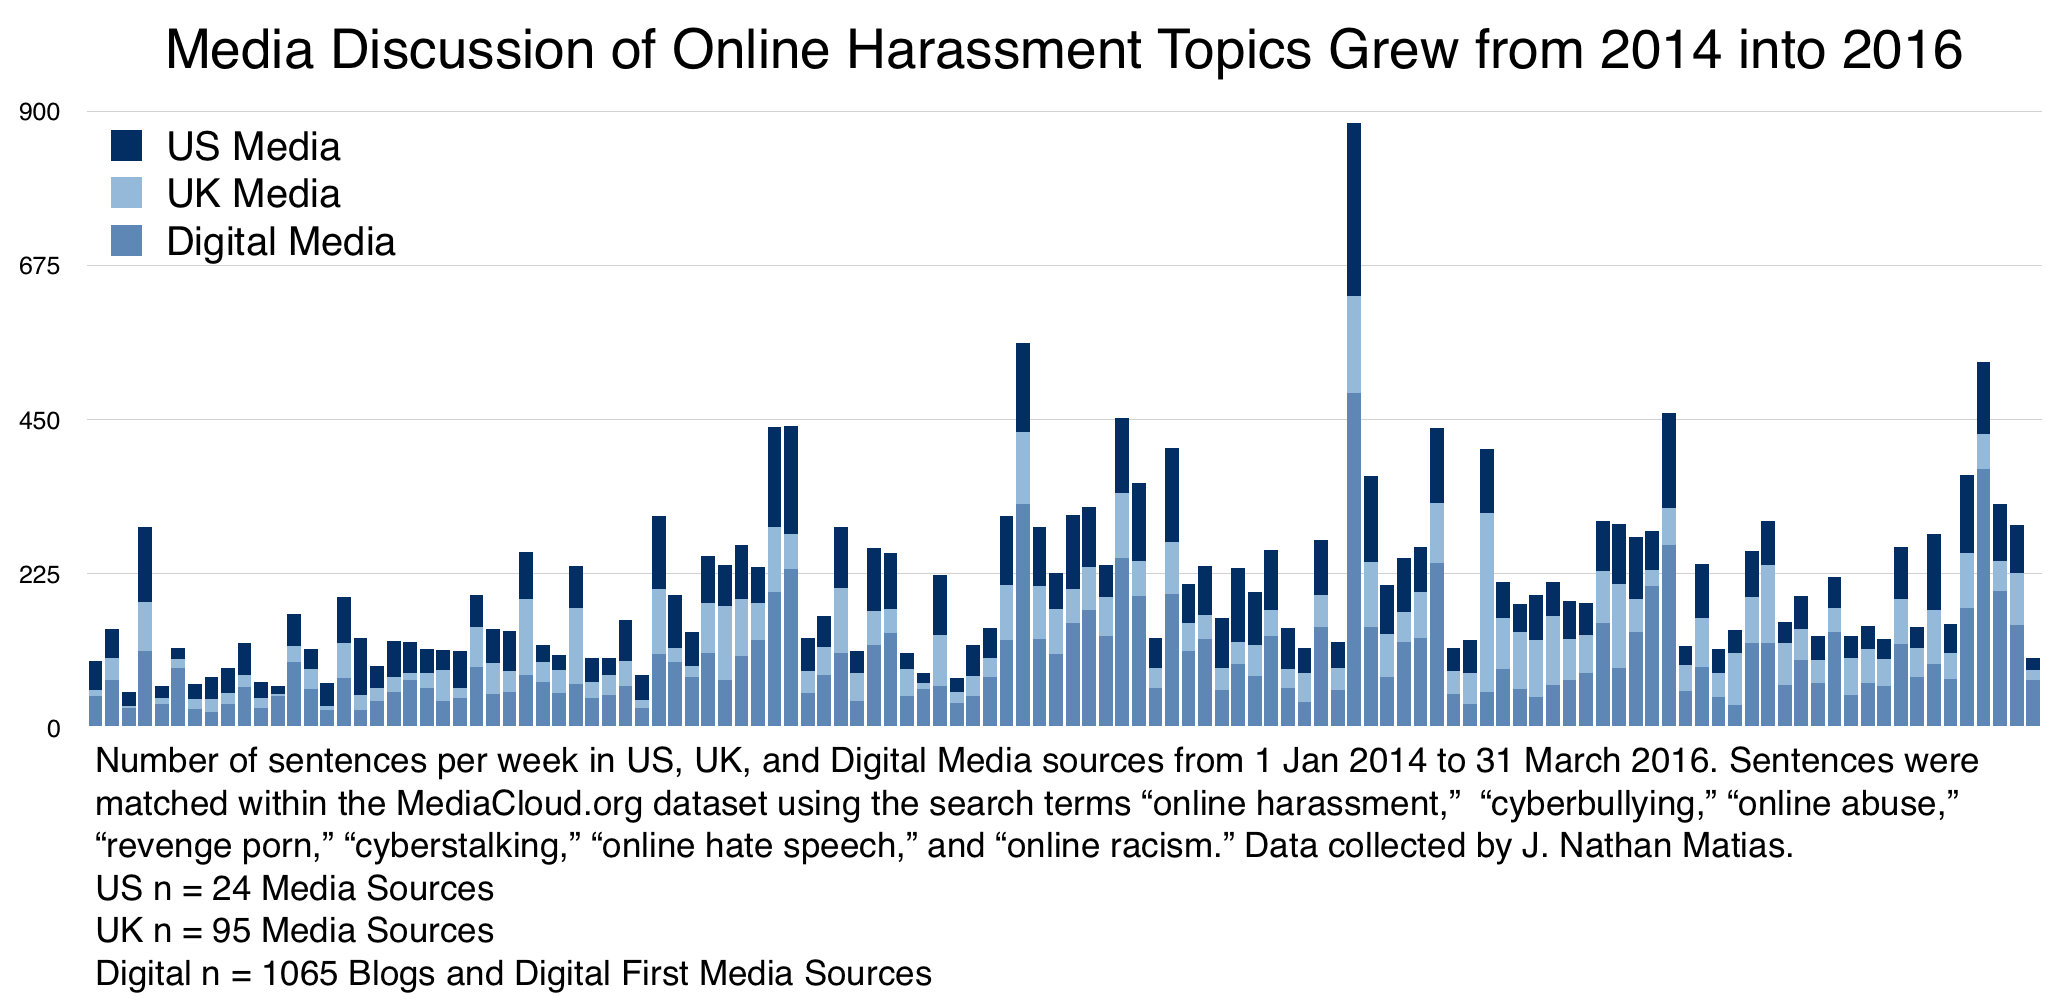 Media Discussion of Online Harassment Topics Grew from 2014 into 2016
900
US Media
UK Media
Digital Media
675
450
225
0
Number of sentences per week in US, UK, and Digital Media sources from 1 Jan 2014 to 31 March 2016. Sentences were
matched within the MediaCloud.org dataset using the search terms “online harassment,”  “cyberbullying,” “online abuse,”
“revenge porn,” “cyberstalking,” “online hate speech,” and “online racism.” Data collected by J. Nathan Matias.
US n = 24 Media Sources
UK n = 95 Media Sources
Digital n = 1065 Blogs and Digital First Media Sources